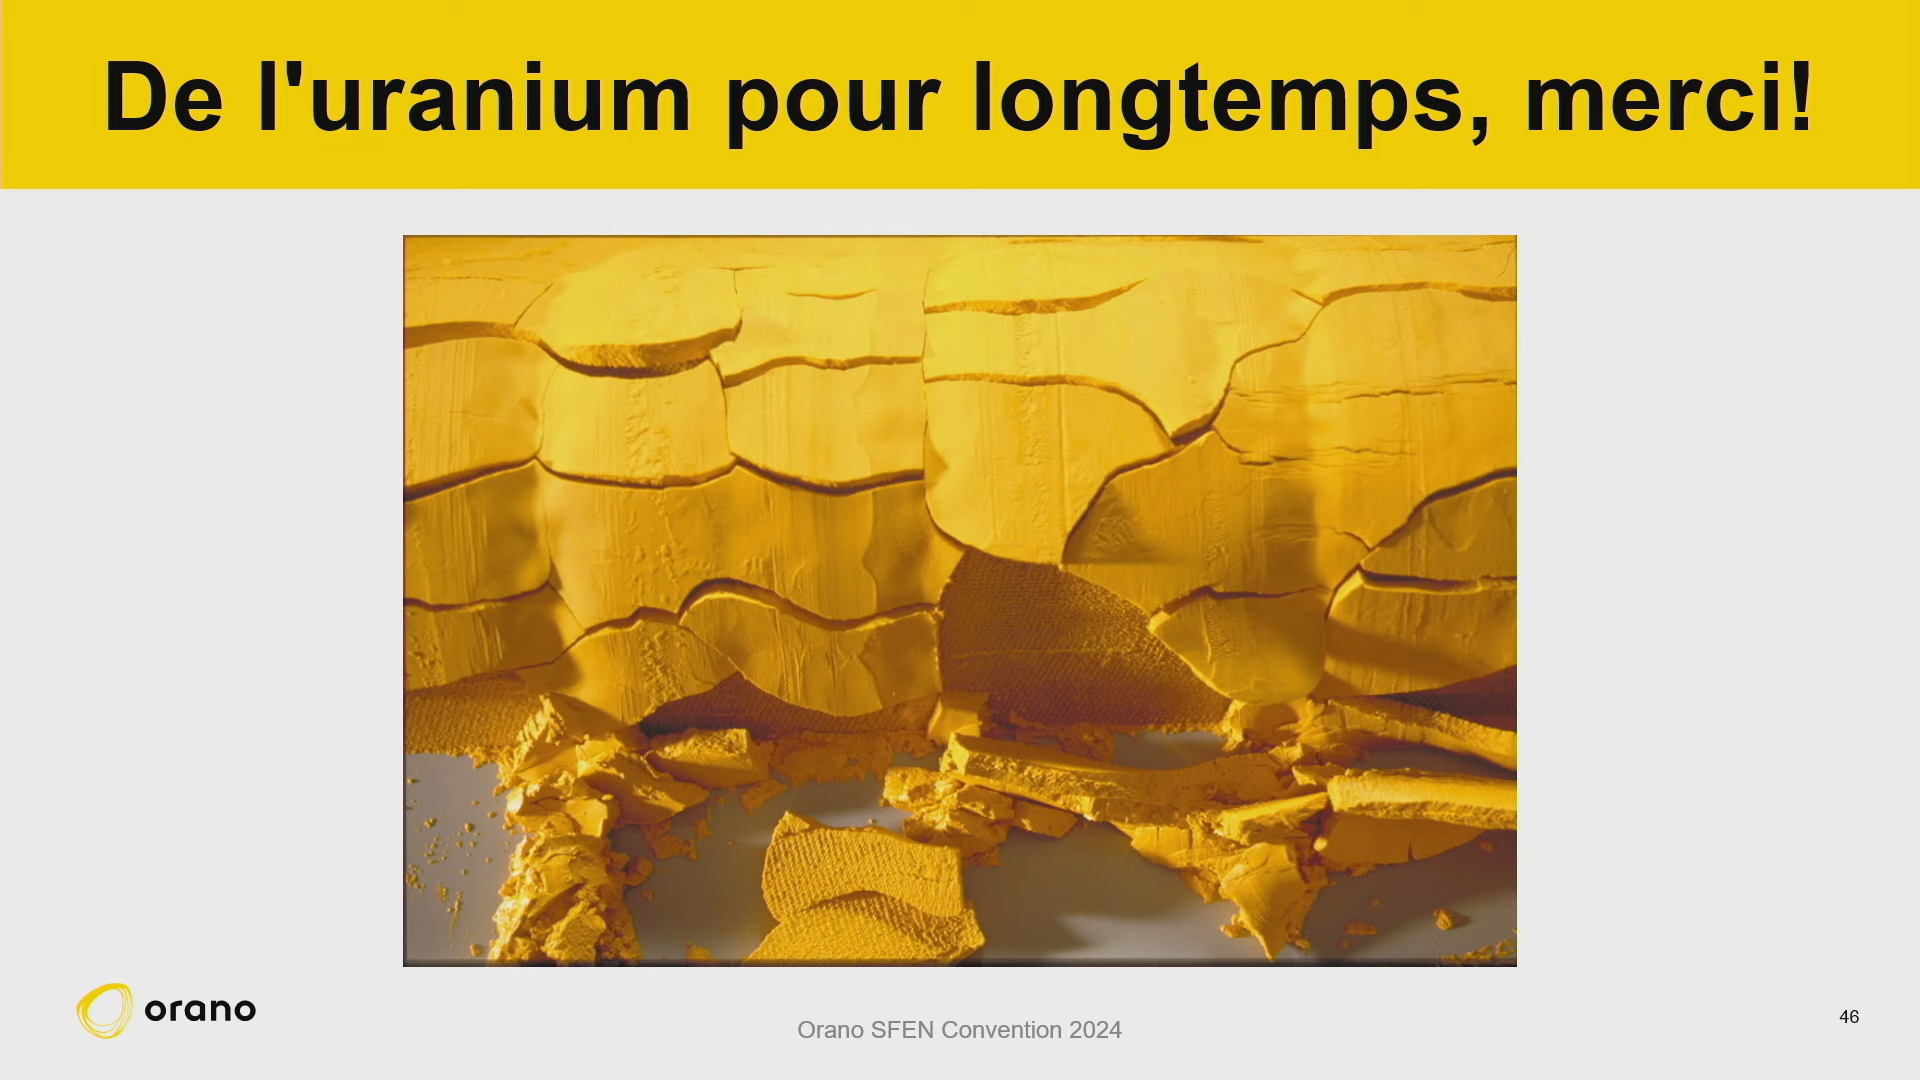 De l'uranium pour longtemps, merci!
orano
Orano SFEN Convention 2024
46